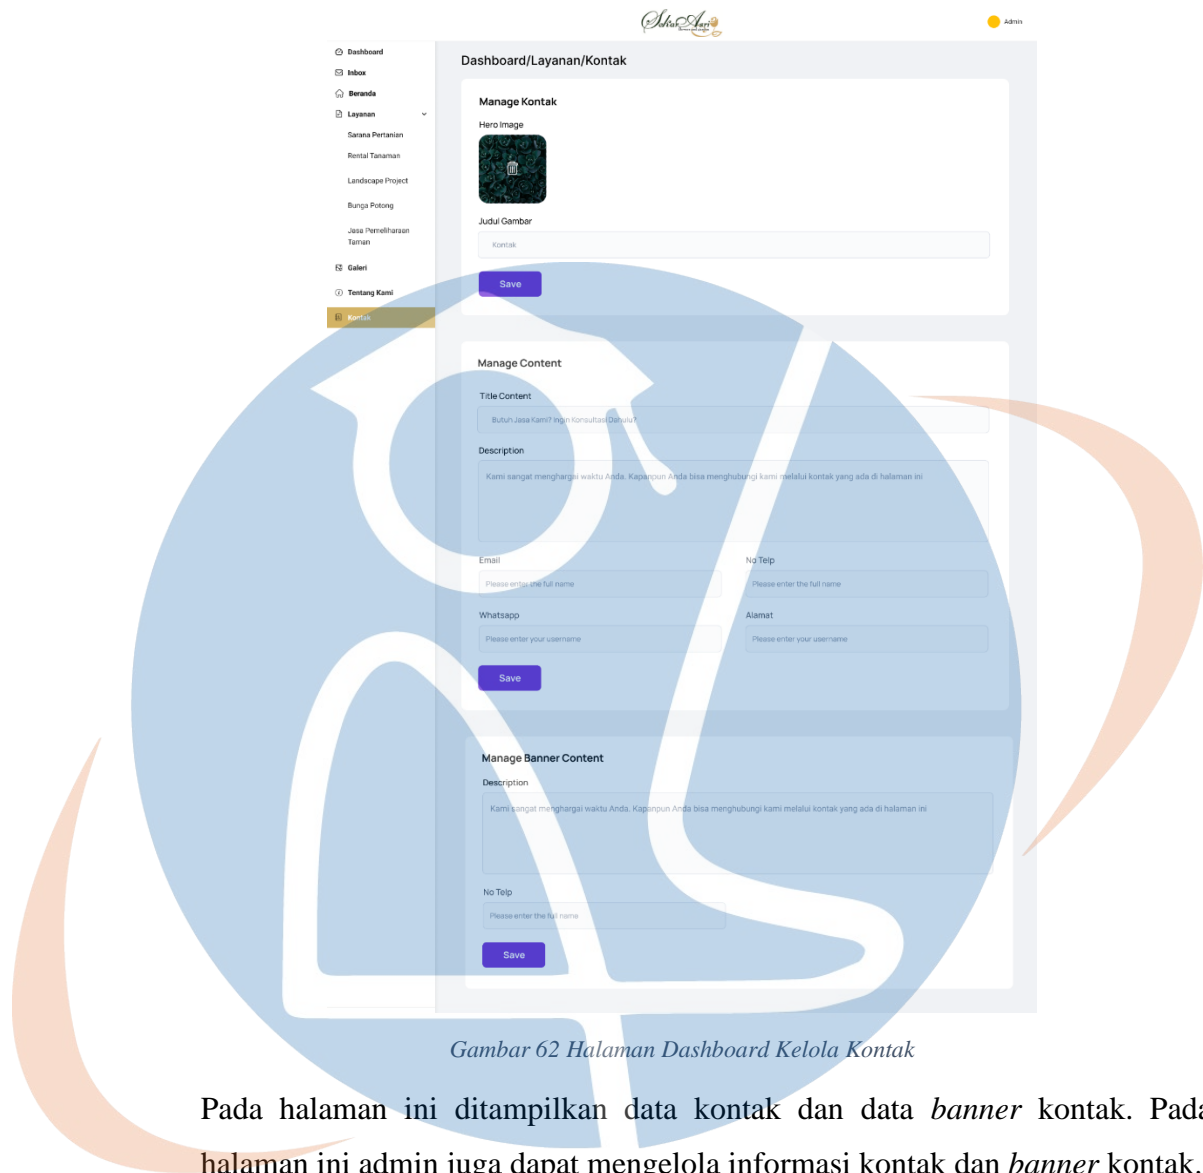 Sekar Asri
Admin
Dashboard
Inbox
Beranda
Layanan
Sarana Pertanian
Rental Tanaman
Landscape Project
Bunga Potong
Jasa Pemeliharaan
Taman
Galeri
Tentang Kami
Kontak
Dashboard/Layanan/Kontak
Manage Kontak
Hero Image
Judul Gambar
Kontak
Save
Manage Content
Title Content
Butuh Jasa Kami? Ingin Konsultasi Dahulu?
Description
Kami sangat menghargai waktu Anda. Kapanpun Anda bisa menghubungi kami melalui kontak yang ada di halaman ini
Email
No Telp
Please enter the full name
Please enter the full name
Whatsapp
Alamat
Please enter your username
Please enter your username
Save
Manage Banner Content
Description
Kami sangat menghargai waktu Anda. Kapanpun Anda bisa menghubungi kami melalui kontak yang ada di halaman ini
No Telp
Please enter the full name
Save
Gambar 62 Halaman Dashboard Kelola Kontak
Pada halaman ini ditampilkan data kontak dan data banner kontak. Pada
halaman ini admin juga dapat mengelola informasi kontak dan banner kontak.